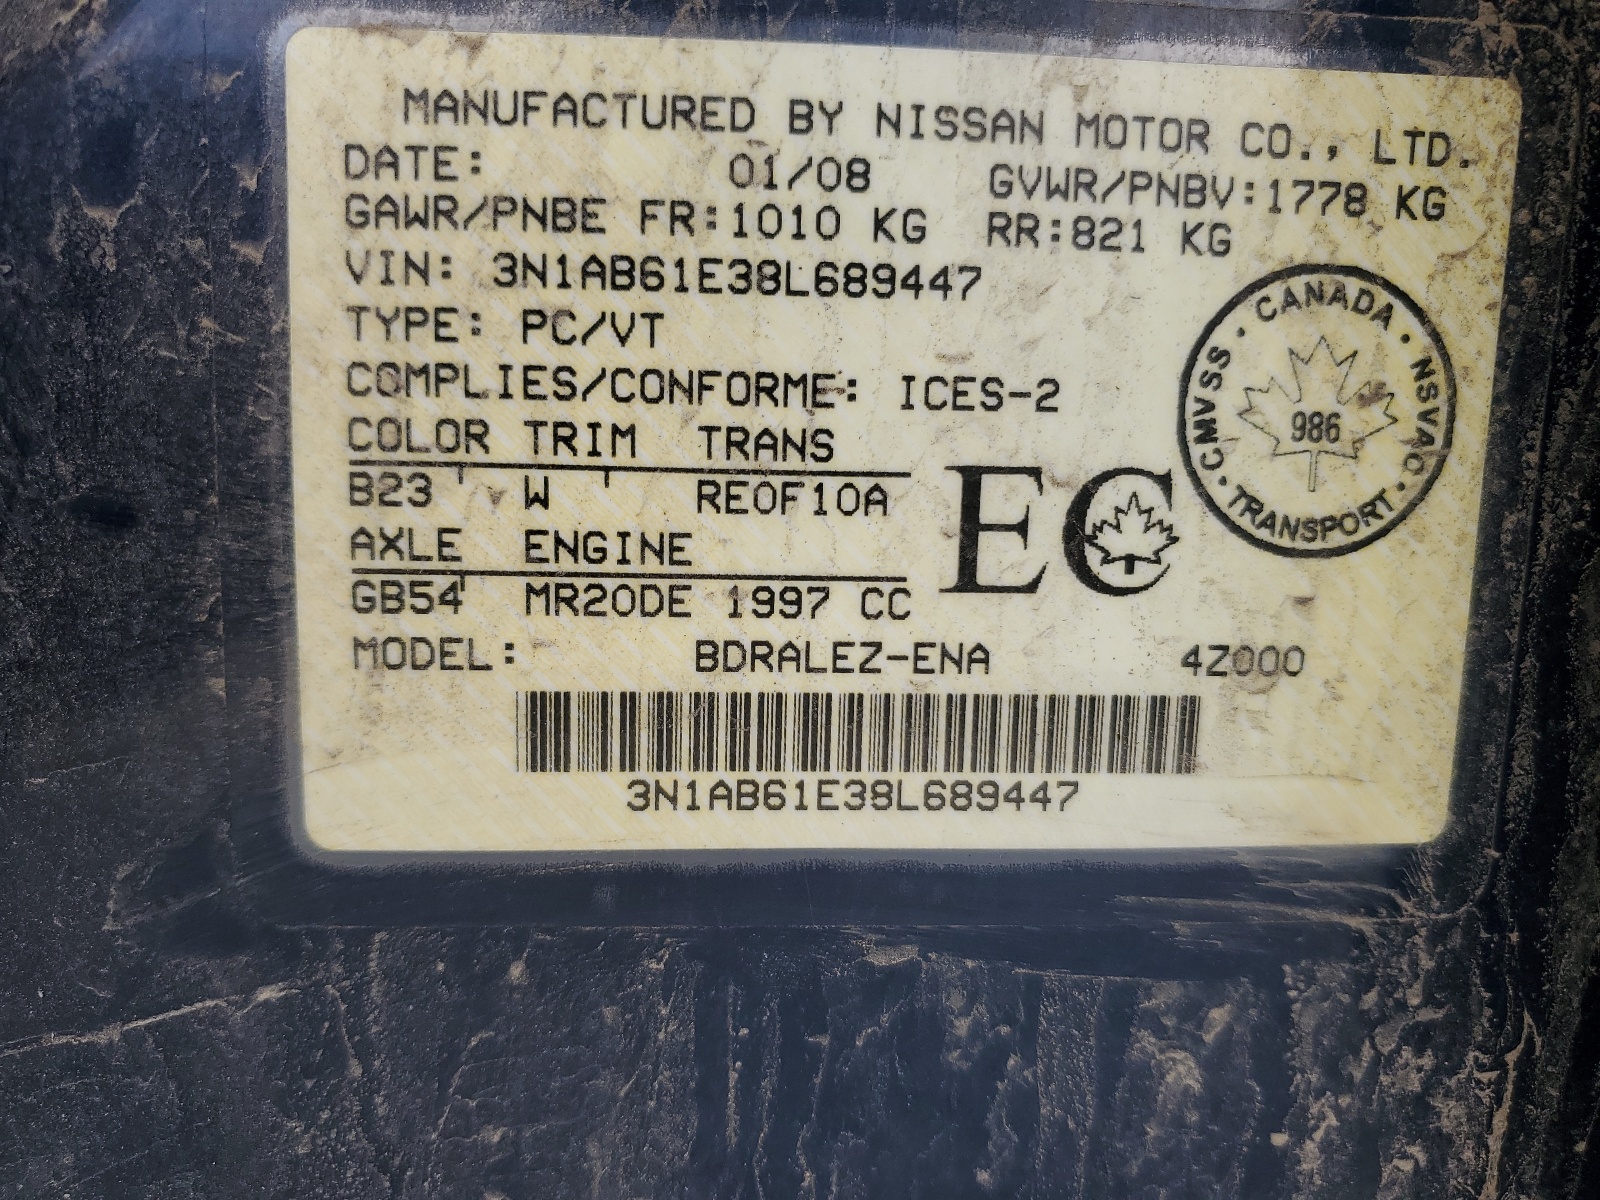 MANUFACTURED BY NISSAN MOTOR CO., LTD.
DATE: 01/08 GVWR/PNBV:1778 KG
GAWR/PNBE FR:1010 KG RR:821 KG
VIN: 3N1AB61E38L689447
TYPE: PC/VT
COMPLIES/CONFORME: ICES-2
COLOR TRIM TRANS
B23 W RE0F10A
AXLE ENGINE
GB54 MR20DE 1997 CC
MODEL: BDRALEZ-ENA 4Z000
3N1AB61E38L689447
EC
CMVSS · CANADA · NSVAC · TRANSPORT ·
986